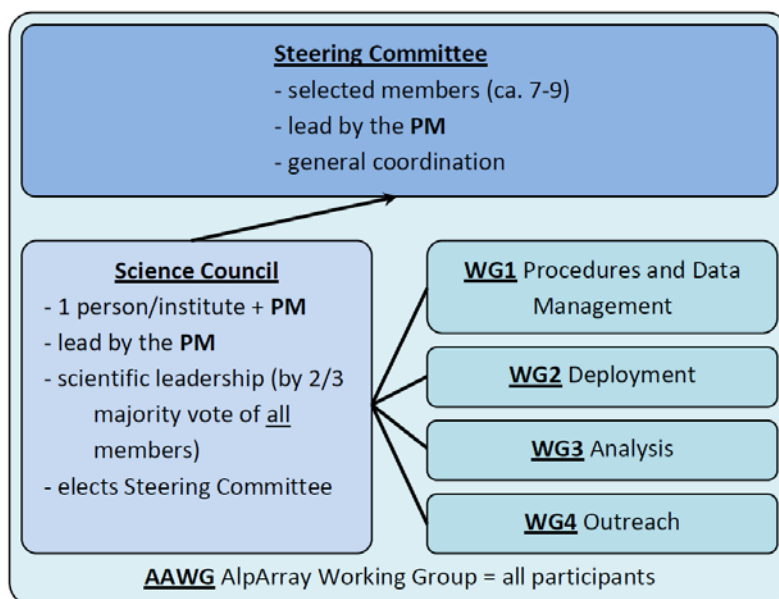 Steering Committee
- selected members (ca. 7-9)
- lead by the PM
- general coordination
Science Council
- 1 person/institute + PM
- lead by the PM
- scientific leadership (by 2/3
majority vote of all
members)
- elects Steering Committee
WG1 Procedures and Data
Management
WG2 Deployment
WG3 Analysis
WG4 Outreach
AAWG AlpArray Working Group = all participants